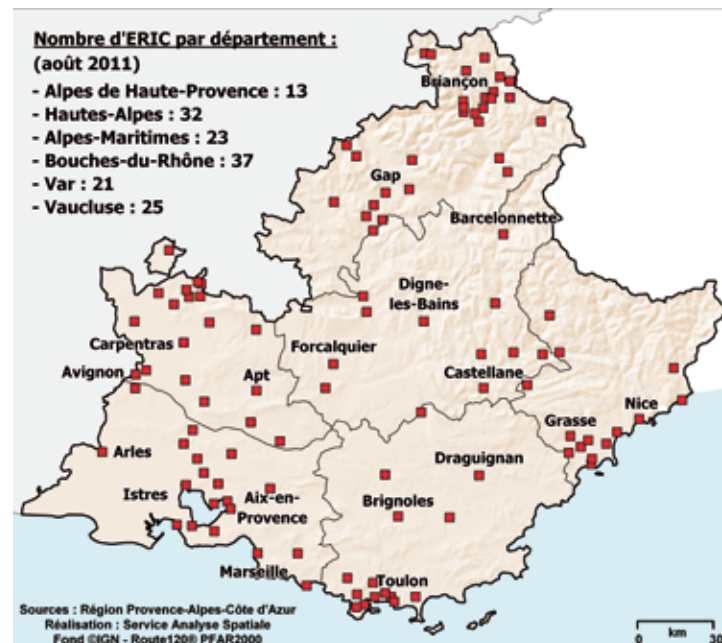 Nombre d'ERIC par département :
(août 2011)
- Alpes de Haute-Provence : 13
- Hautes-Alpes : 32
- Alpes-Maritimes : 23
- Bouches-du-Rhône : 37
- Var : 21
- Vaucluse : 25
Briançon
Gap
Barcelonnette
Digne-
les-Bains
Carpentras
Forcalquier
Avignon
Apt
Castellane
Grasse
Nice
Arles
Draguignan
Istres
Aix-en-
Provence
Brignoles
Marseille
Toulon
Sources : Région Provence-Alpes-Côte d'Azur
Réalisation : Service Analyse Spatiale
Fond ©IGN - Route120® PFAR2000
0
km